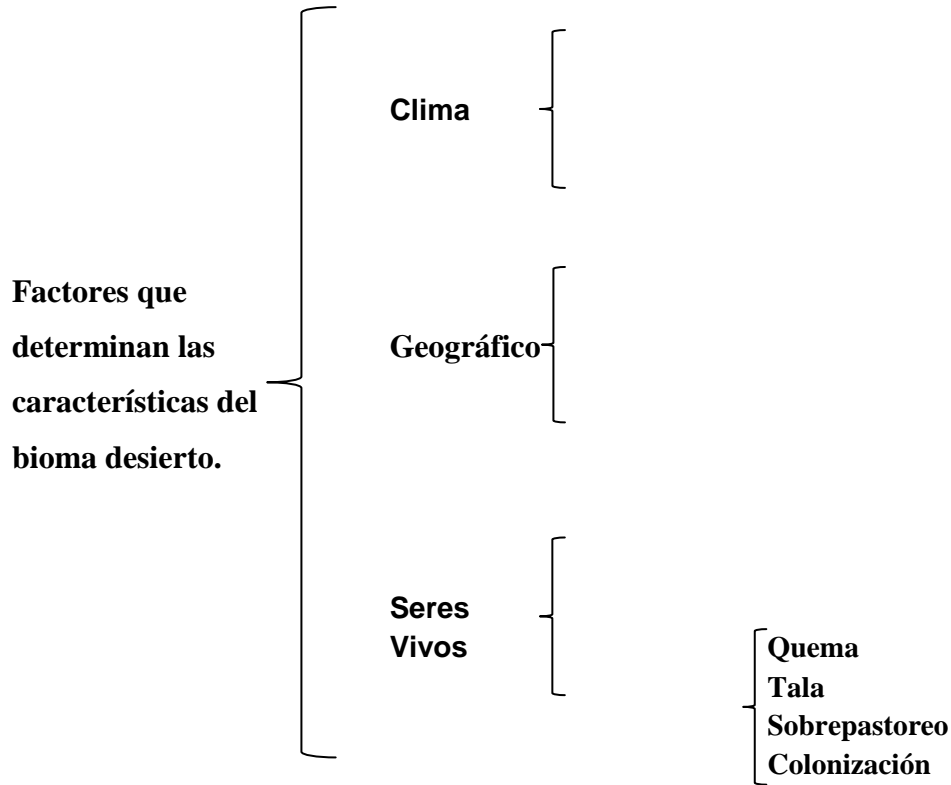 Clima
Factores que
determinan las
características del
bioma desierto.
Geográfico
Seres
Vivos
Quema
Tala
Sobrepastoreo
Colonización